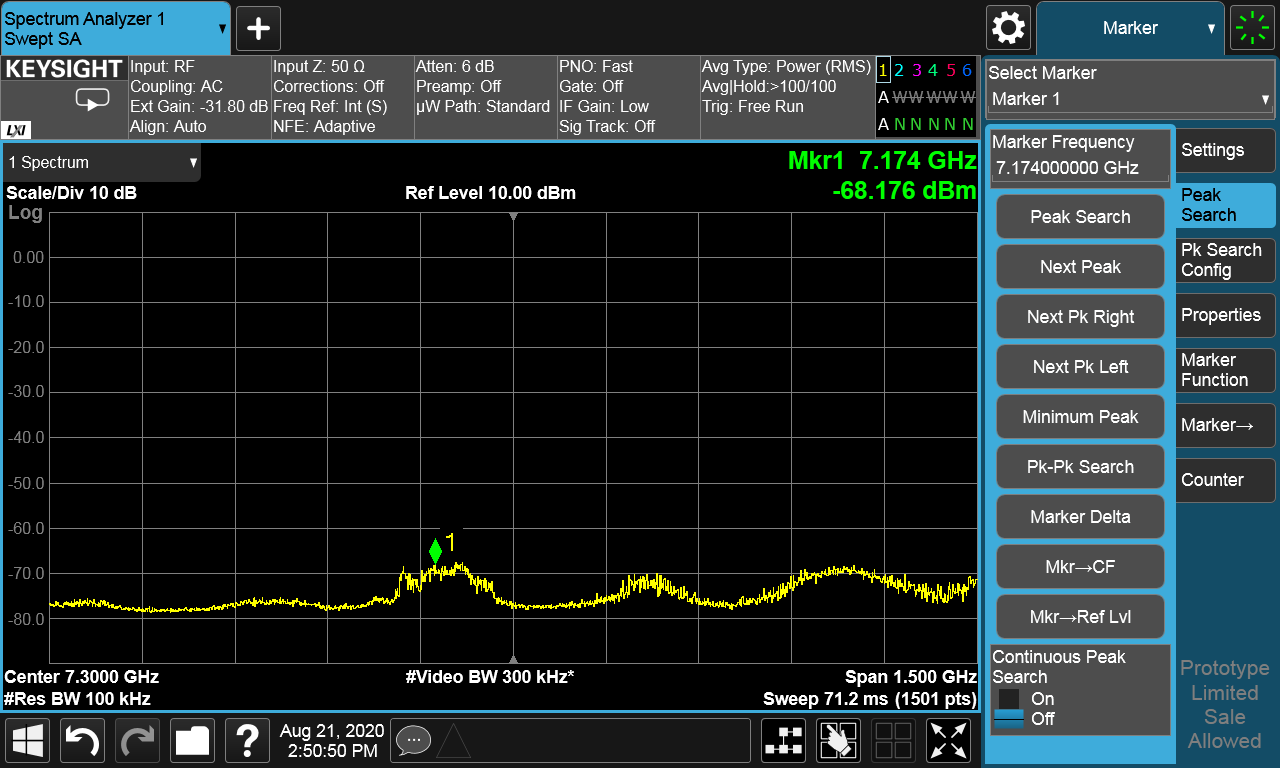 Spectrum Analyzer 1
Swept SA
Marker
KEYSIGHT
LXI
Input: RF
Coupling: AC
Ext Gain: -31.80 dB
Align: Auto
Input Z: 50 Ω
Corrections: Off
Freq Ref: Int (S)
NFE: Adaptive
Atten: 6 dB
Preamp: Off
µW Path: Standard
PNO: Fast
Gate: Off
IF Gain: Low
Sig Track: Off
Avg Type: Power (RMS)
Avg|Hold:>100/100
Trig: Free Run
1 2 3 4 5 6
A W W W W W
A N N N N N
Select Marker
Marker 1
1 Spectrum
Mkr1 7.174 GHz
-68.176 dBm
Scale/Div 10 dB
Ref Level 10.00 dBm
Log
0.00
-10.0
-20.0
-30.0
-40.0
-50.0
-60.0
-70.0
-80.0
1
Center 7.3000 GHz
#Video BW 300 kHz*
Span 1.500 GHz
#Res BW 100 kHz
Sweep 71.2 ms (1501 pts)
Marker Frequency
7.174000000 GHz
Peak Search
Next Peak
Next Pk Right
Next Pk Left
Minimum Peak
Pk-Pk Search
Marker Delta
Mkr→CF
Mkr→Ref Lvl
Continuous Peak
Search
On
Off
Settings
Peak
Search
Pk Search
Config
Properties
Marker
Function
Marker→
Counter
Prototype
Limited
Sale
Allowed
Aug 21, 2020
2:50:50 PM